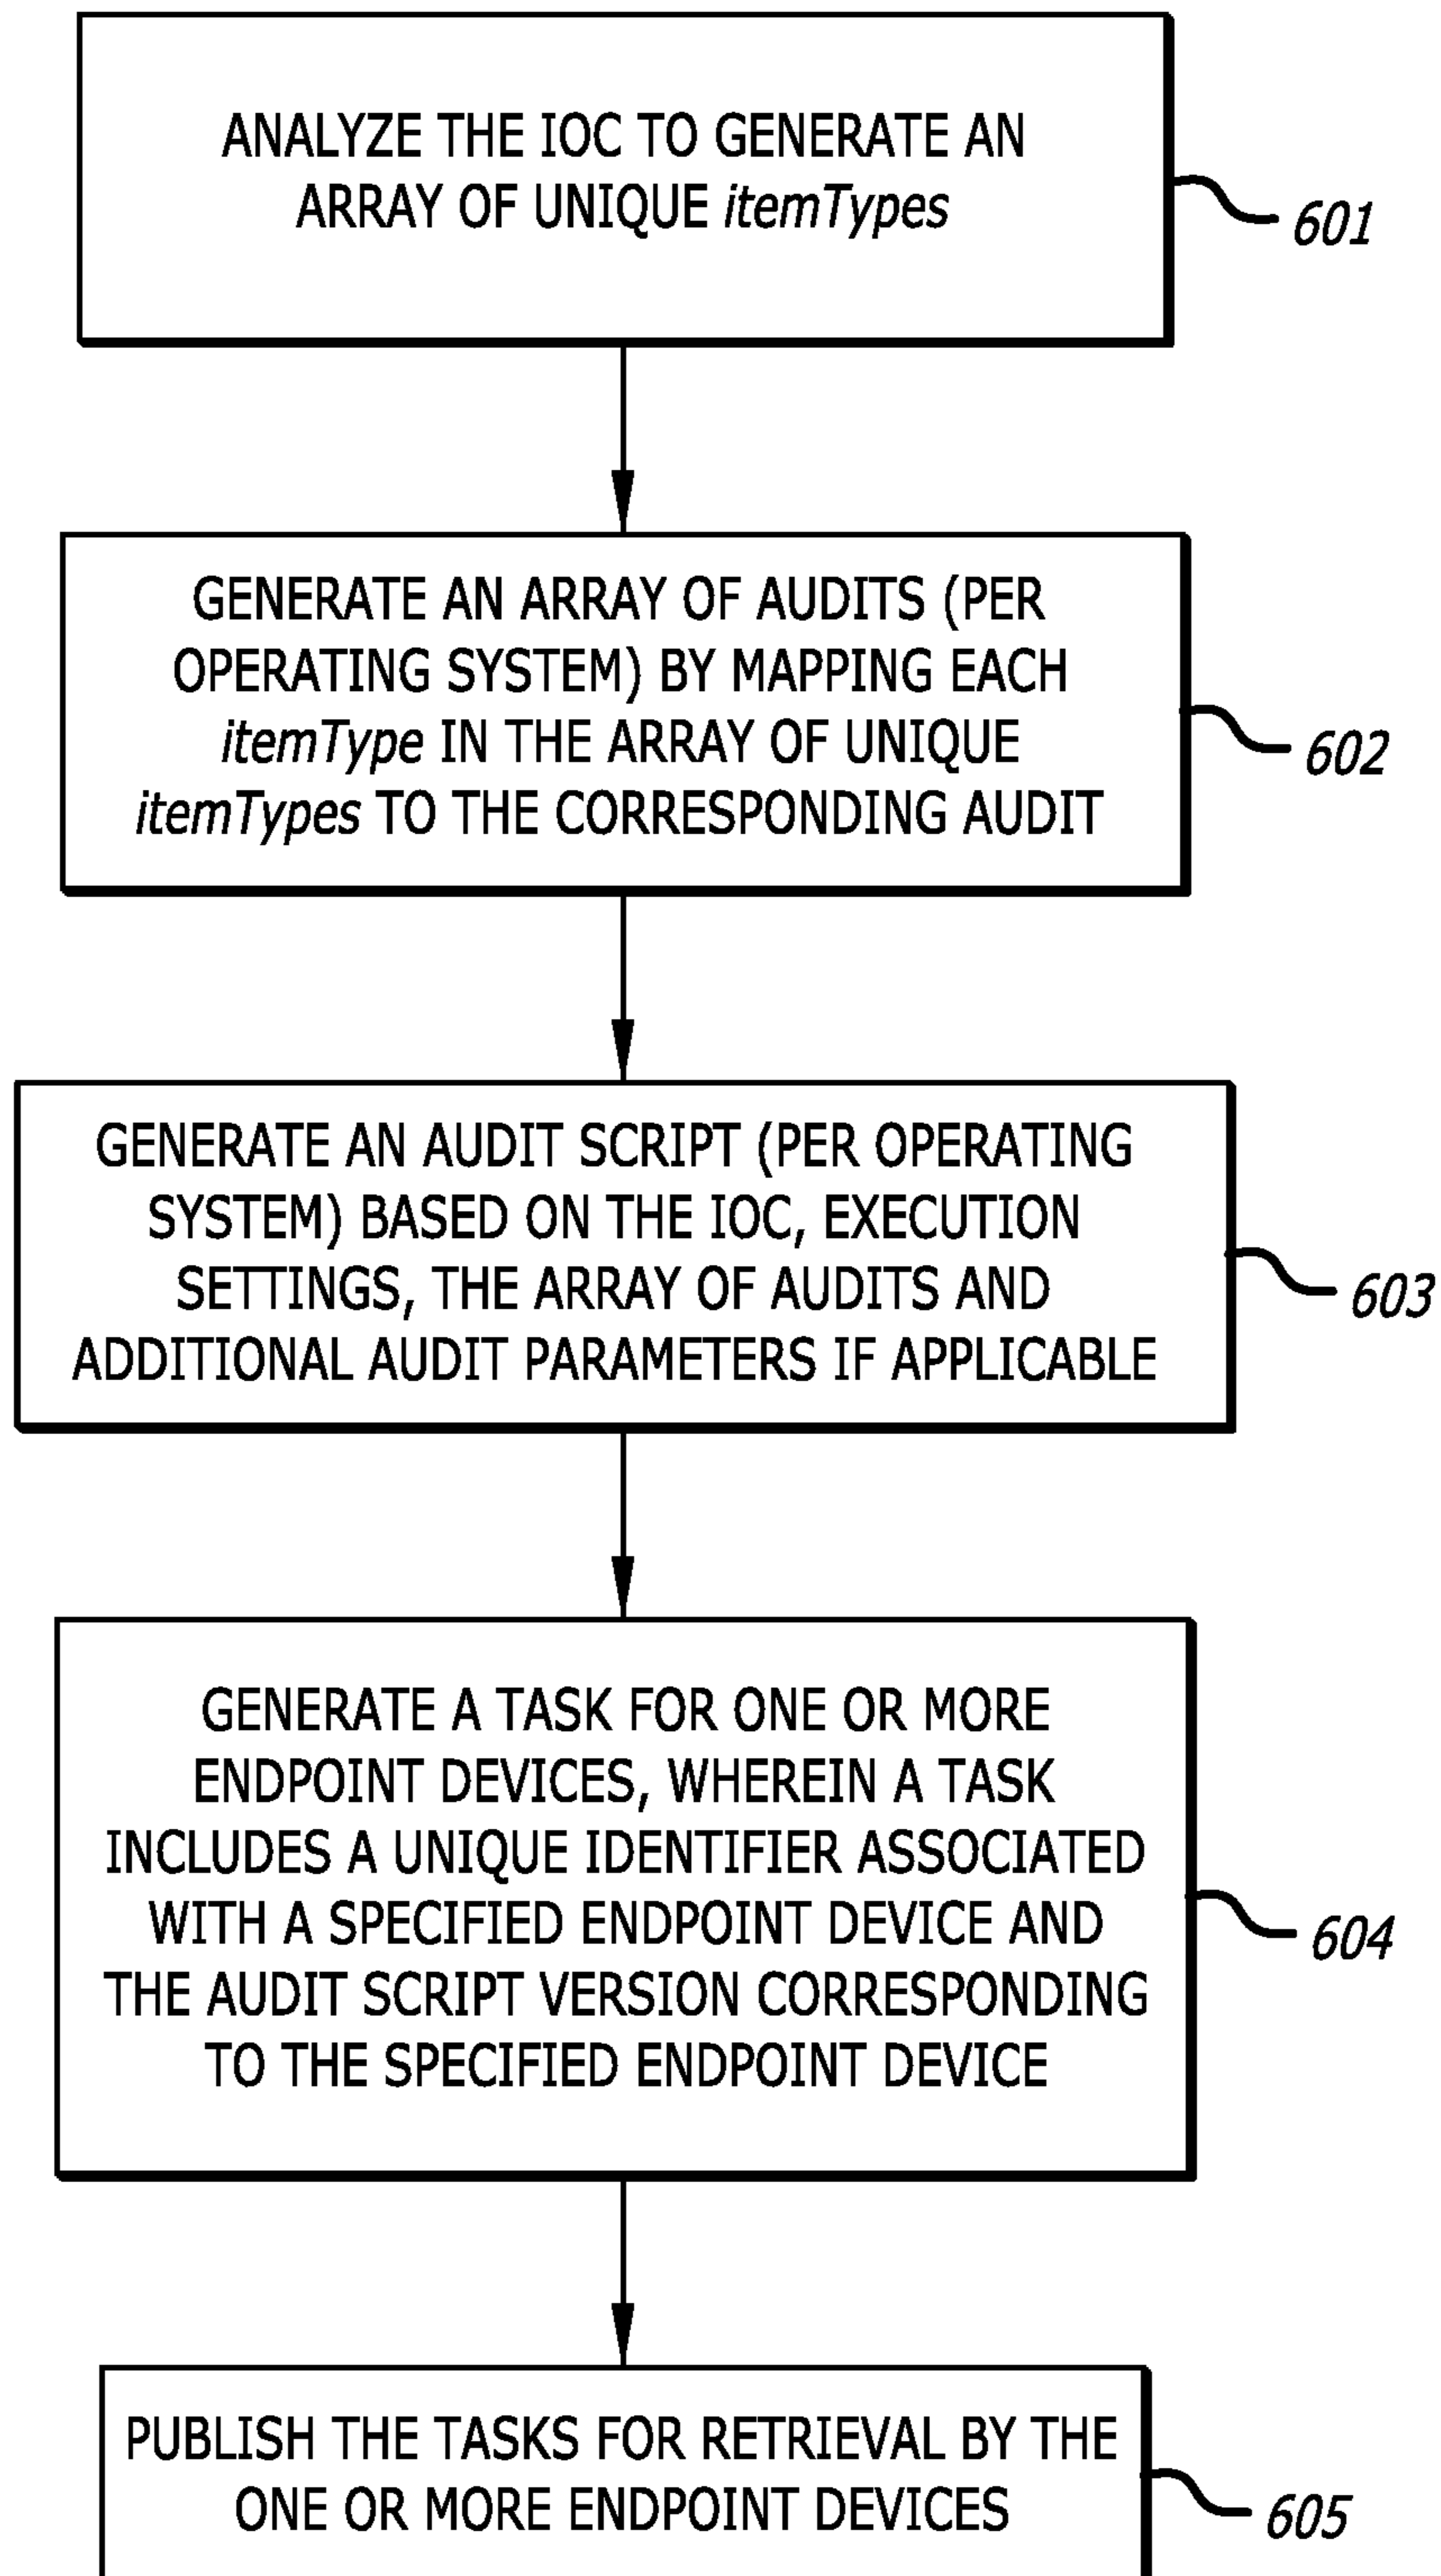 ANALYZE THE IOC TO GENERATE AN
ARRAY OF UNIQUE itemTypes
601
GENERATE AN ARRAY OF AUDITS (PER
OPERATING SYSTEM) BY MAPPING EACH
itemType IN THE ARRAY OF UNIQUE
itemTypes TO THE CORRESPONDING AUDIT
602
GENERATE AN AUDIT SCRIPT (PER OPERATING
SYSTEM) BASED ON THE IOC, EXECUTION
SETTINGS, THE ARRAY OF AUDITS AND
ADDITIONAL AUDIT PARAMETERS IF APPLICABLE
603
GENERATE A TASK FOR ONE OR MORE
ENDPOINT DEVICES, WHEREIN A TASK
INCLUDES A UNIQUE IDENTIFIER ASSOCIATED
WITH A SPECIFIED ENDPOINT DEVICE AND
THE AUDIT SCRIPT VERSION CORRESPONDING
TO THE SPECIFIED ENDPOINT DEVICE
604
PUBLISH THE TASKS FOR RETRIEVAL BY THE
ONE OR MORE ENDPOINT DEVICES
605